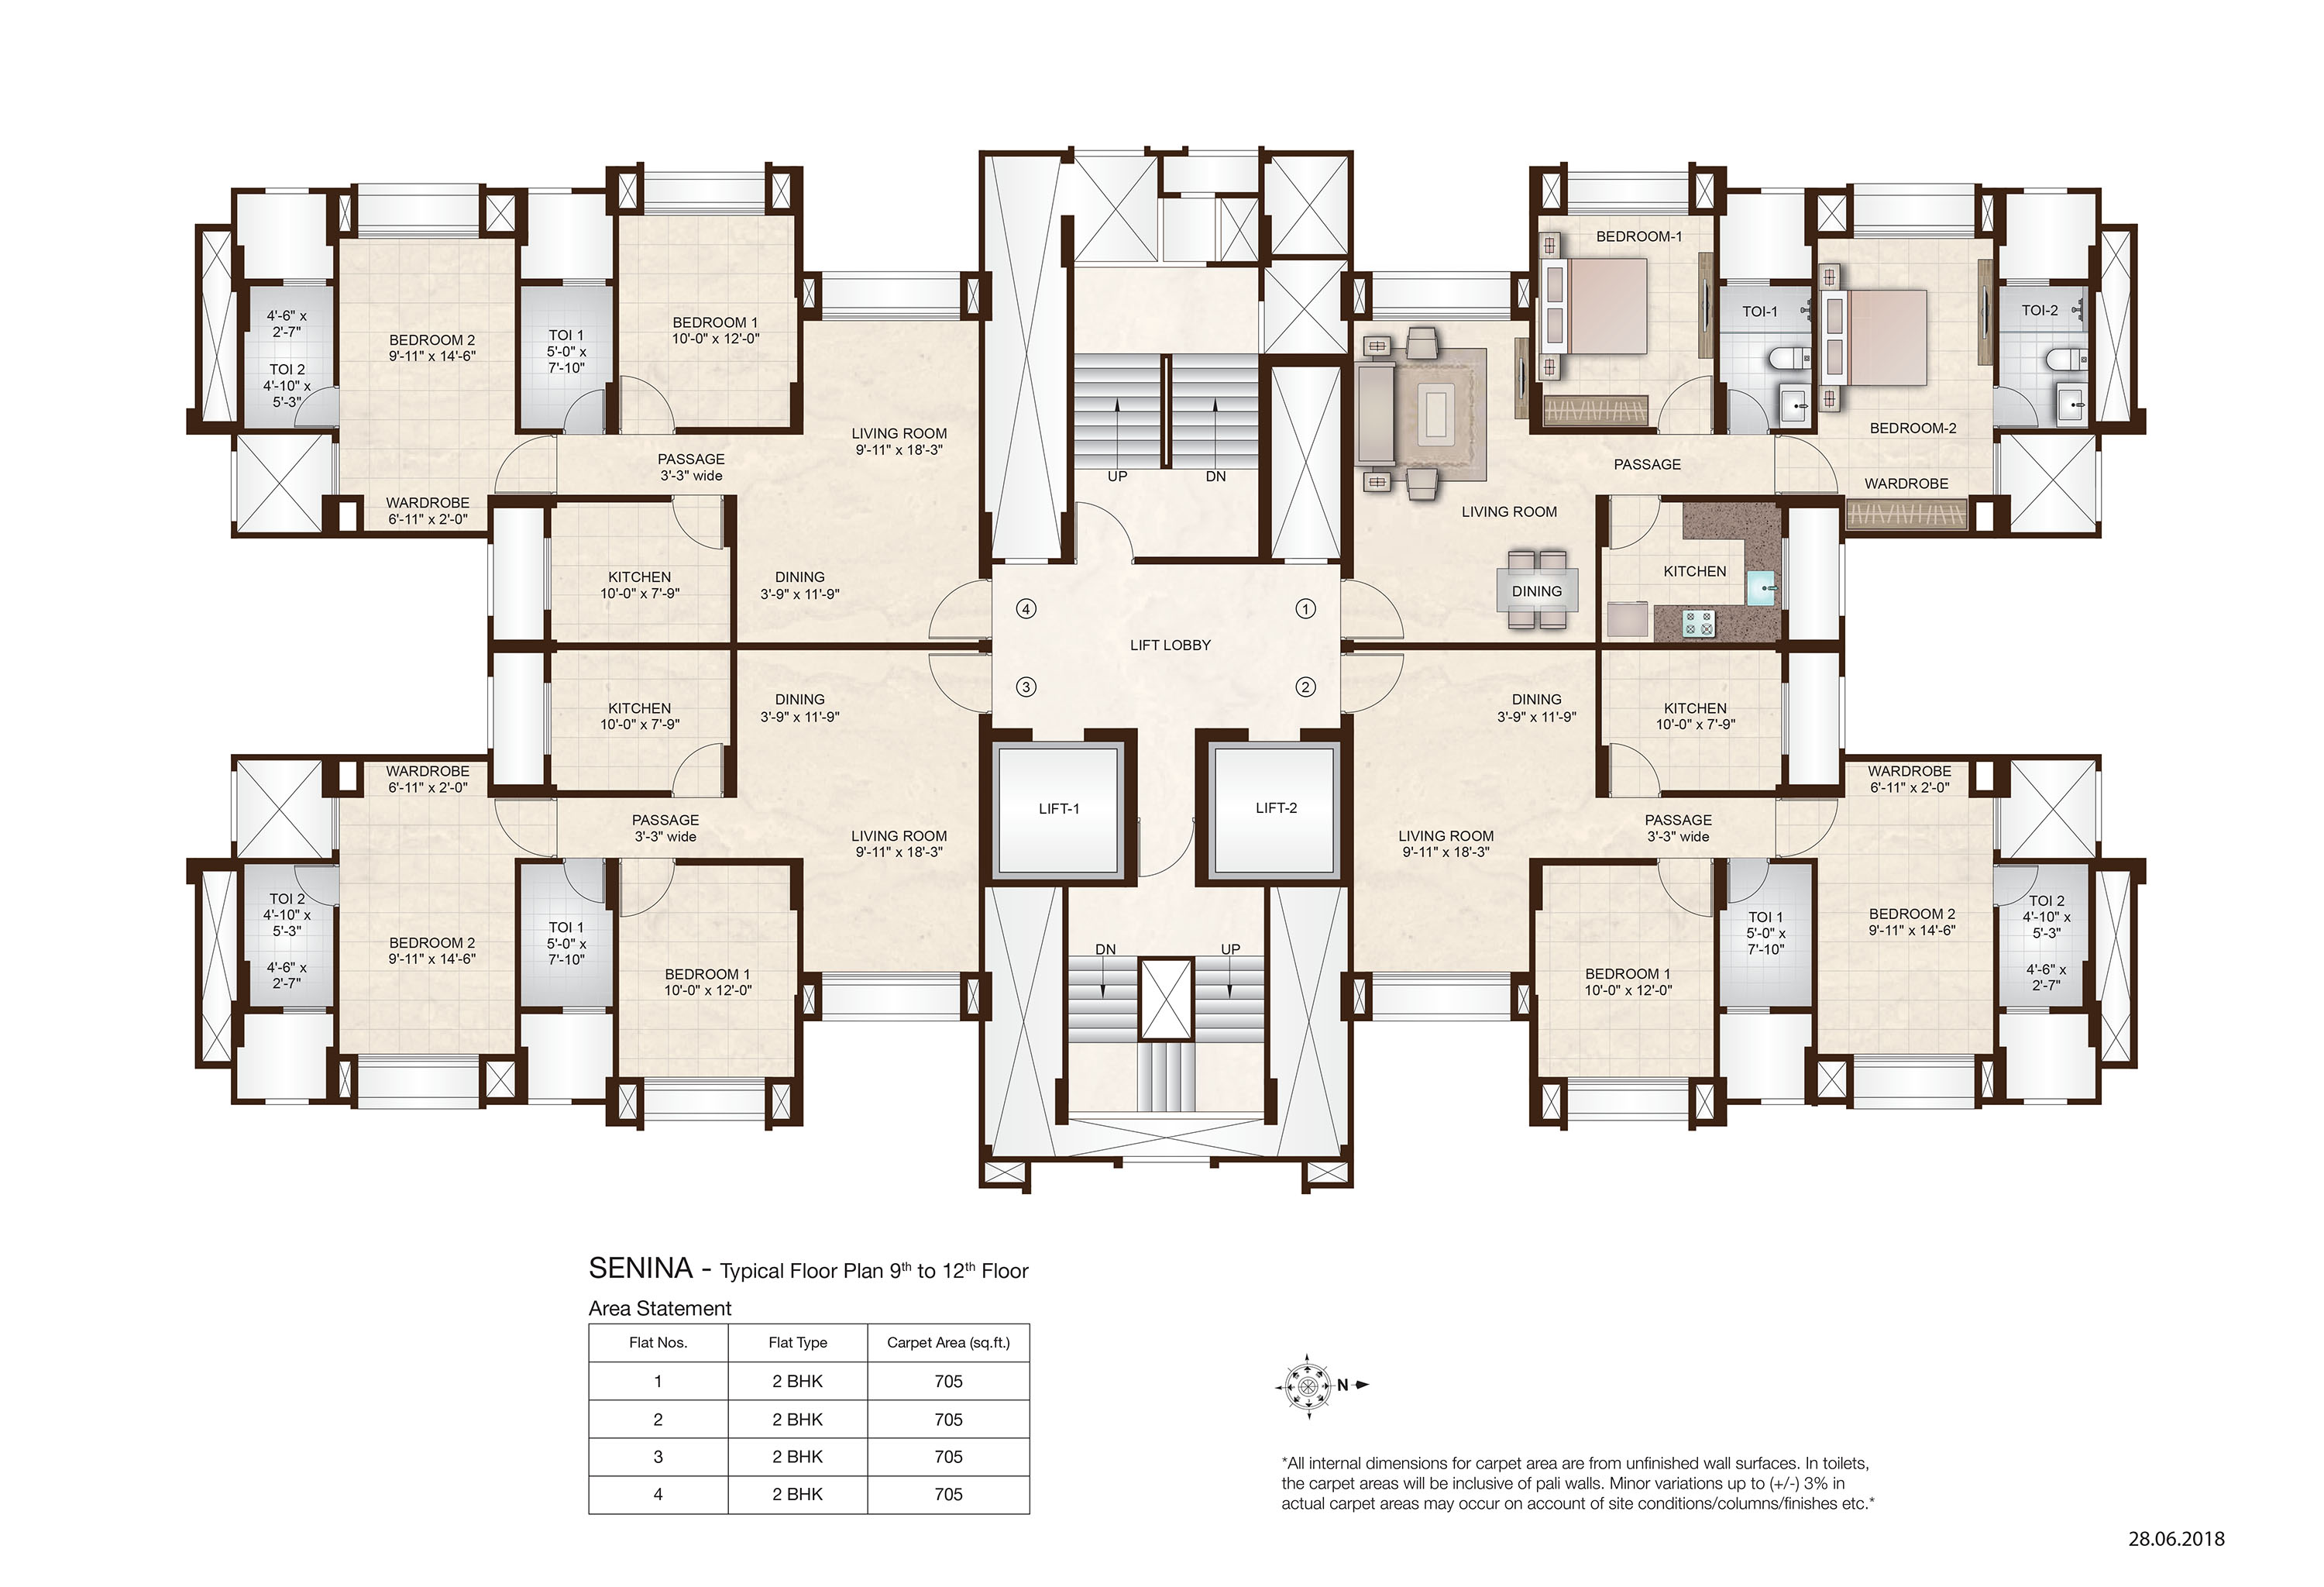 BEDROOM 2
9'-11" x 14'-6"
4'-6" x
2'-7"
TOI 2
4'-10" x
5'-3"
TOI 1
5'-0" x
7'-10"
BEDROOM 1
10'-0" x 12'-0"
LIVING ROOM
9'-11" x 18'-3"
PASSAGE
3'-3" wide
WARDROBE
6'-11" x 2'-0"
KITCHEN
10'-0" x 7'-9"
DINING
3'-9" x 11'-9"
UP
DN
BEDROOM-1
TOI-1
TOI-2
BEDROOM-2
PASSAGE
WARDROBE
LIVING ROOM
KITCHEN
DINING
4
1
LIFT LOBBY
3
2
KITCHEN
10'-0" x 7'-9"
DINING
3'-9" x 11'-9"
WARDROBE
6'-11" x 2'-0"
PASSAGE
3'-3" wide
LIVING ROOM
9'-11" x 18'-3"
TOI 2
4'-10" x
5'-3"
4'-6" x
2'-7"
BEDROOM 2
9'-11" x 14'-6"
TOI 1
5'-0" x
7'-10"
BEDROOM 1
10'-0" x 12'-0"
LIFT-1
LIFT-2
DN
UP
DINING
3'-9" x 11'-9"
KITCHEN
10'-0" x 7'-9"
WARDROBE
6'-11" x 2'-0"
LIVING ROOM
9'-11" x 18'-3"
PASSAGE
3'-3" wide
BEDROOM 1
10'-0" x 12'-0"
TOI 1
5'-0" x
7'-10"
BEDROOM 2
9'-11" x 14'-6"
TOI 2
4'-10" x
5'-3"
4'-6" x
2'-7"
SENINA - Typical Floor Plan 9th to 12th Floor
Area Statement
Flat Nos. Flat Type Carpet Area (sq.ft.)
1 2 BHK 705
2 2 BHK 705
3 2 BHK 705
4 2 BHK 705
N
*All internal dimensions for carpet area are from unfinished wall surfaces. In toilets,
the carpet areas will be inclusive of pali walls. Minor variations up to (+/-) 3% in
actual carpet areas may occur on account of site conditions/columns/finishes etc.*
28.06.2018